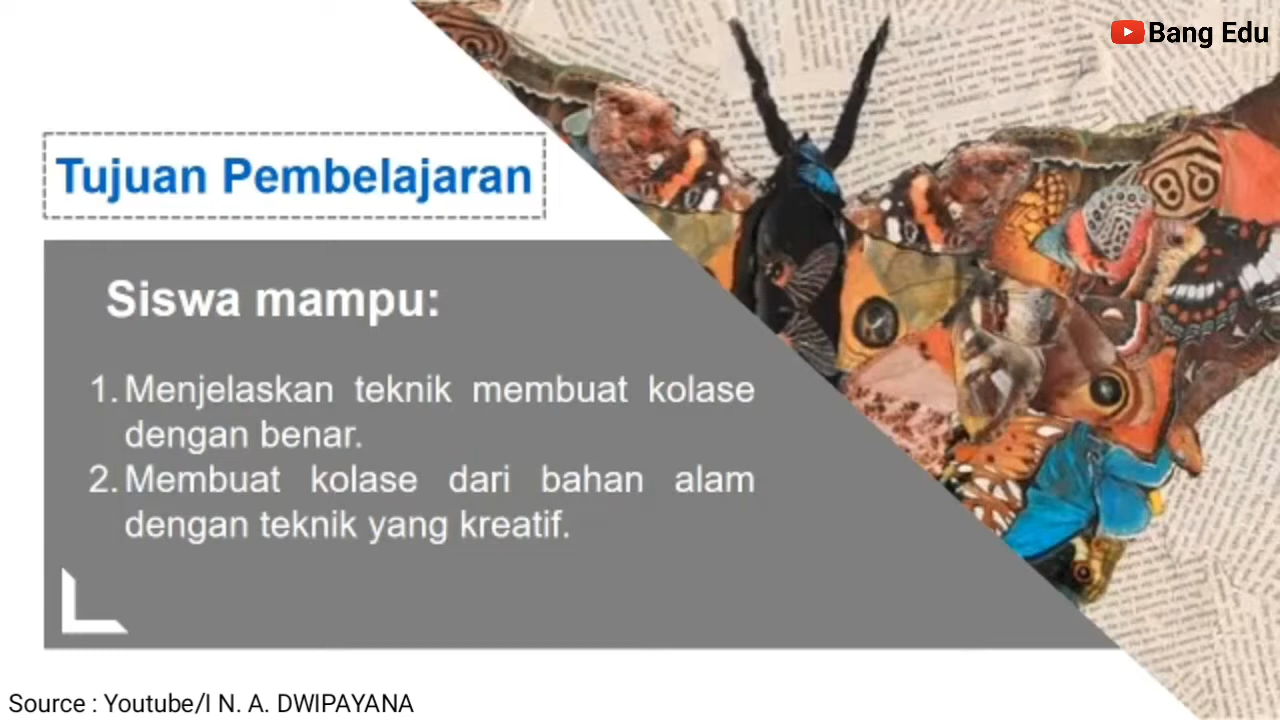 Bang Edu
Tujuan Pembelajaran
Siswa mampu:
1. Menjelaskan teknik membuat kolase
dengan benar.
2. Membuat kolase dari bahan alam
dengan teknik yang kreatif.
Source : Youtube/I N. A. DWIPAYANA